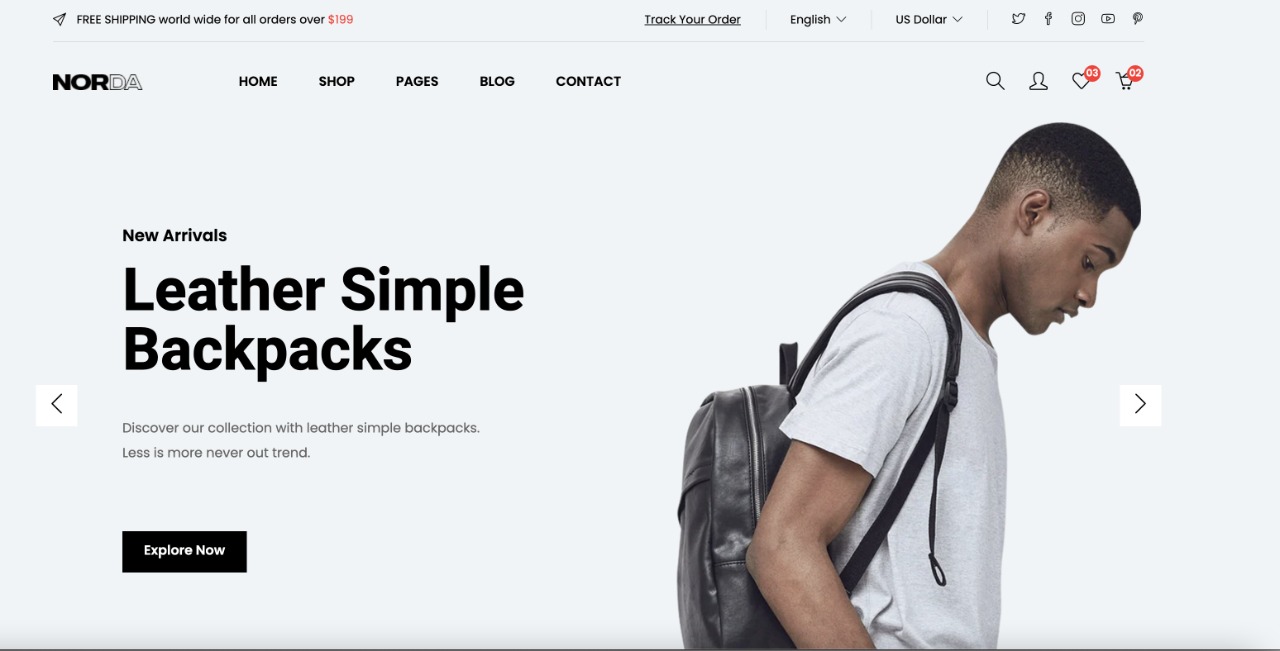 FREE SHIPPING world wide for all orders over $199
Track Your Order
English
US Dollar
NORDA
HOME
SHOP
PAGES
BLOG
CONTACT
03
02
New Arrivals
Leather Simple
Backpacks
Discover our collection with leather simple backpacks.
Less is more never out trend.
Explore Now